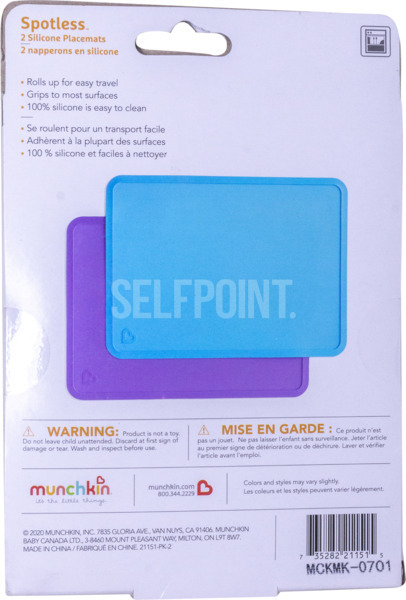 Spotless™
2 Silicone Placemats
2 napperons en silicone
• Rolls up for easy travel
• Grips to most surfaces
• 100% silicone is easy to clean
• Se roulent pour un transport facile
• Adhèrent à la plupart des surfaces
• 100 % silicone et faciles à nettoyer
SELFPOINT.
WARNING: Product is not a toy.
Do not leave child unattended. Discard at first sign of
damage or tear. Wash and inspect before use.
MISE EN GARDE : Ce produit n'est
pas un jouet. Ne pas laisser l'enfant sans surveillance. Jeter l'article
au premier signe de détérioration ou de déchirure. Laver et vérifier
l'article avant l'emploi.
munchkin
it's the little things
munchkin.com
800.344.2229
Colors and styles may vary slightly.
Les couleurs et les styles peuvent varier légèrement.
© 2020 MUNCHKIN, INC. 7835 GLORIA AVE., VAN NUYS, CA 91406. MUNCHKIN
BABY CANADA LTD., 3-8460 MOUNT PLEASANT WAY, MILTON, ON L9T 8W7.
MADE IN CHINA / FABRIQUÉ EN CHINE. 21151-PK-2
7 35282 21151 5
MCKMK-0701